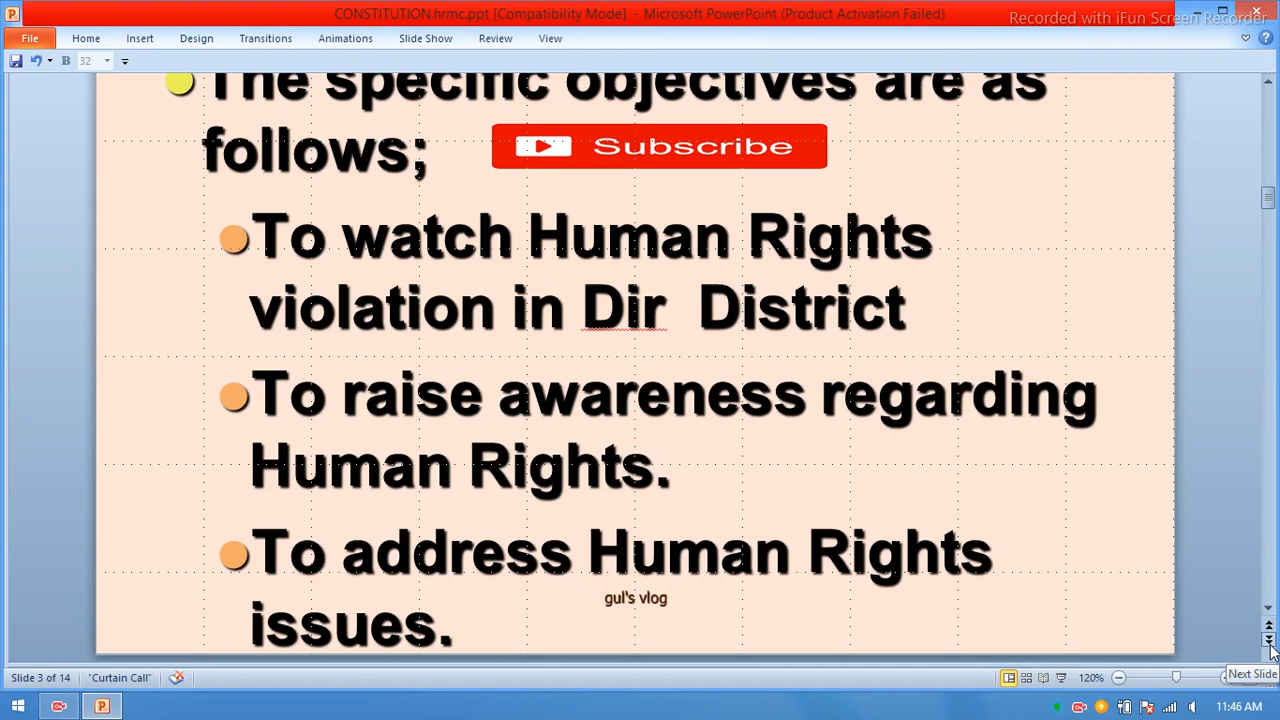 CONSTITUTION.hrmc.ppt [Compatibility Mode] - Microsoft PowerPoint (Product Activation Failed)
Recorded with iFun Screen Recorder
File Home Insert Design Transitions Animations Slide Show Review View
B 32
The specific objectives are as
follows;
Subscribe
To watch Human Rights
violation in Dir District
To raise awareness regarding
Human Rights.
To address Human Rights
gul's vlog
issues.
Next Slide
Slide 3 of 14 "Curtain Call" 120%
11:46 AM